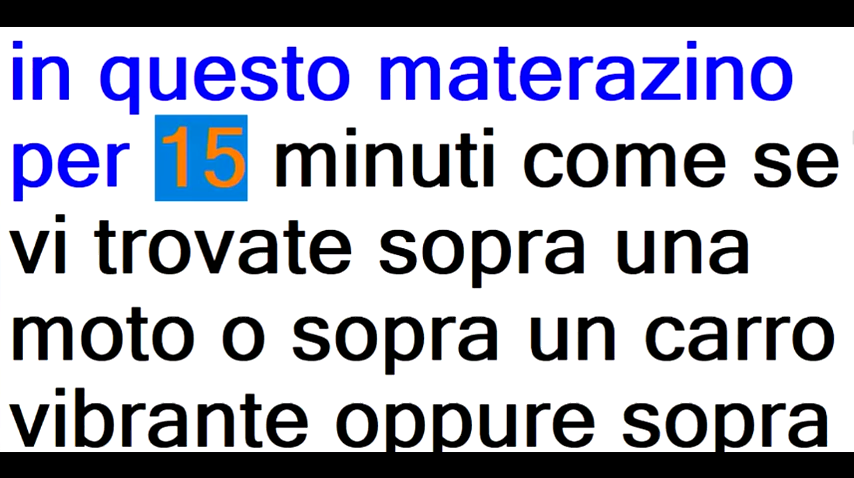 in questo materazino
per 15 minuti come se
vi trovate sopra una
moto o sopra un carro
vibrante oppure sopra